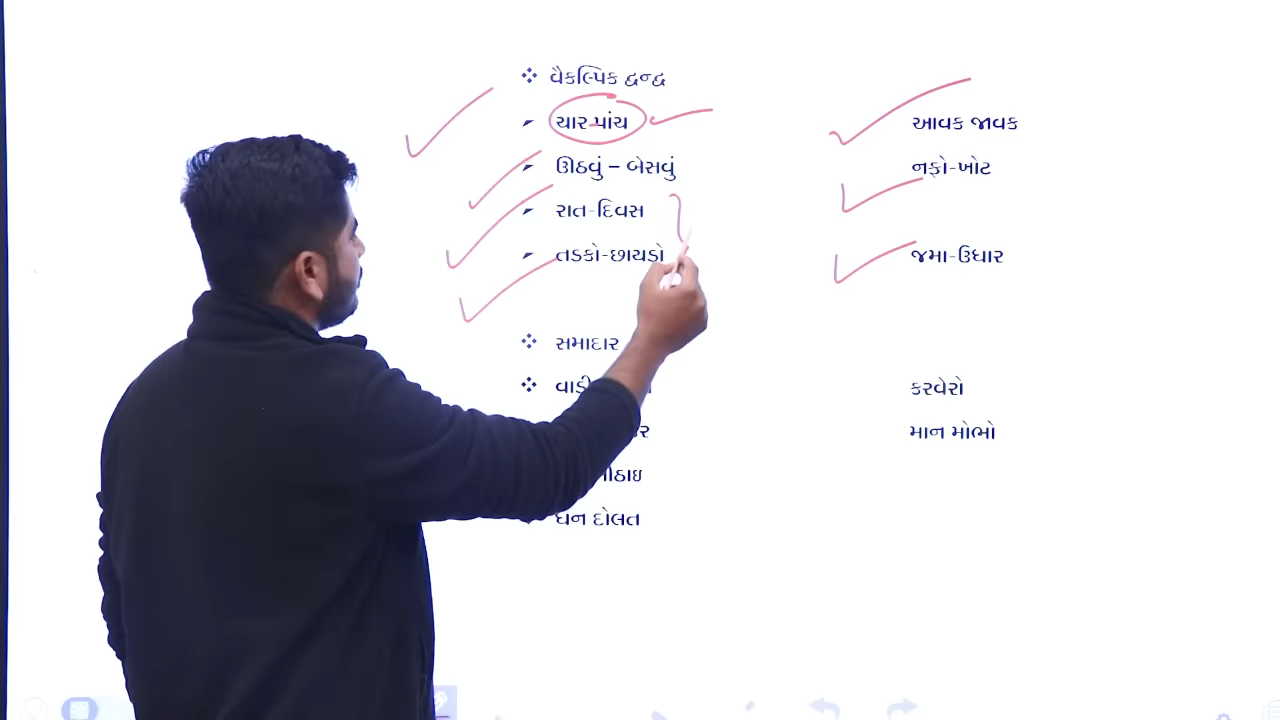 વૈકલ્પિક દ્વન્દ્વ
ચાર-પાંચ આવક જાવક
ઊઠવું – બેસવું નફો-ખોટ
રાત-દિવસ
તડકો-છાયડો જમા-ઉધાર
સમાદાર
કરવેરો
માન મોભો
ધન દોલત